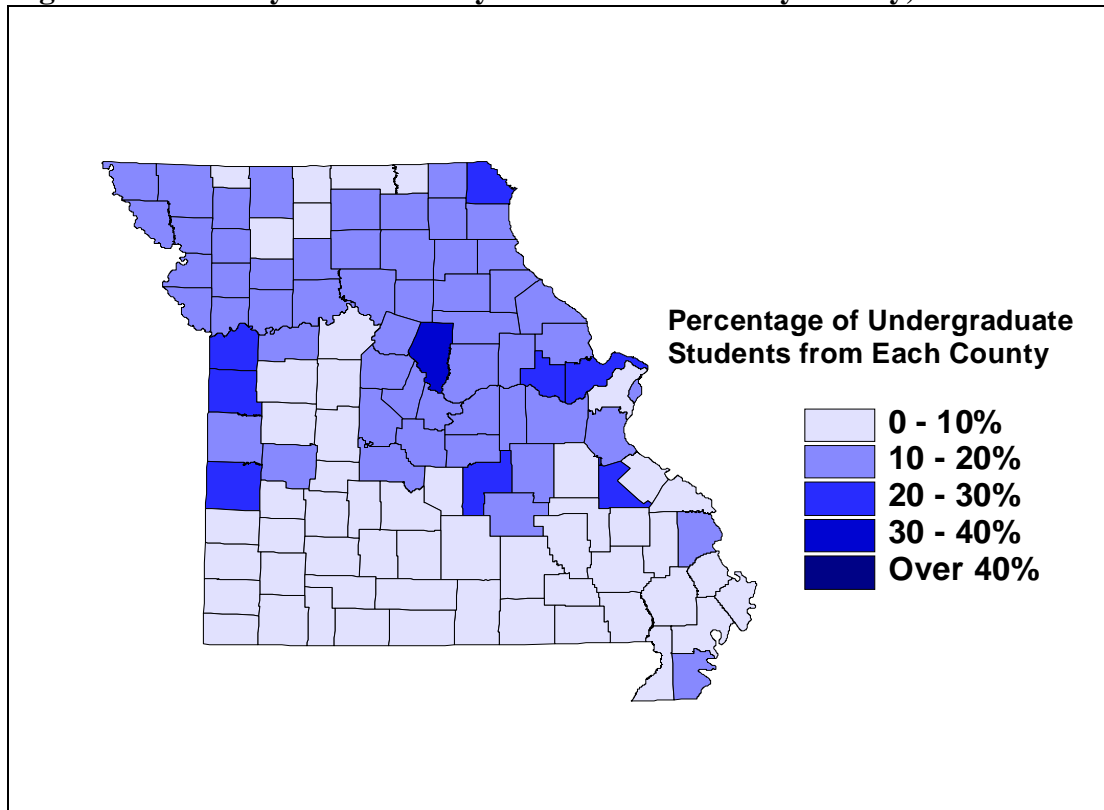 Percentage of Undergraduate
Students from Each County
0 - 10%
10 - 20%
20 - 30%
30 - 40%
Over 40%